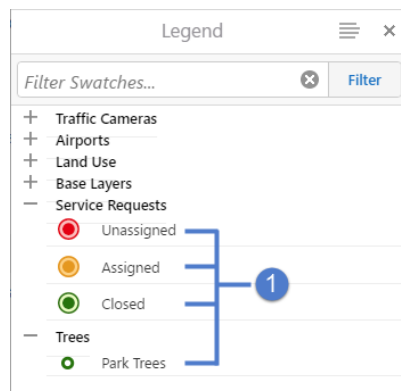 Legend
Filter Swatches... Filter
Traffic Cameras
Airports
Land Use
Base Layers
Service Requests
Unassigned
Assigned
1
Closed
Trees
Park Trees